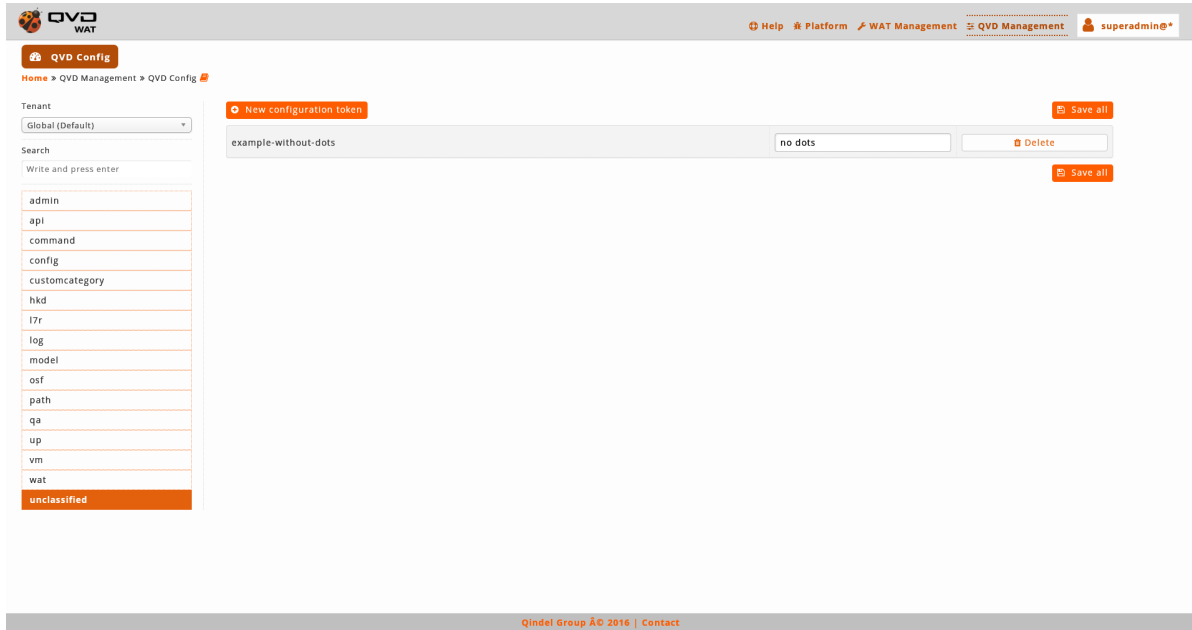 QVD
WAT
Help Platform WAT Management QVD Management superadmin@*
QVD Config
Home » QVD Management » QVD Config
Tenant
Global (Default)
Search
Write and press enter
admin
api
command
config
customcategory
hkd
l7r
log
model
osf
path
qa
up
vm
wat
unclassified
New configuration token
Save all
example-without-dots
no dots
Delete
Save all
Qindel Group Â© 2016 | Contact